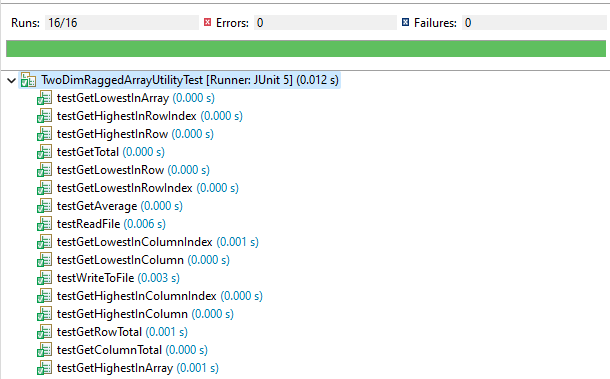 Runs: 16/16 Errors: 0 Failures: 0
TwoDimRaggedArrayUtilityTest [Runner: JUnit 5] (0.012 s)
testGetLowestInArray (0.000 s)
testGetHighestInRowIndex (0.000 s)
testGetHighestInRow (0.000 s)
testGetTotal (0.000 s)
testGetLowestInRow (0.000 s)
testGetLowestInRowIndex (0.000 s)
testGetAverage (0.000 s)
testReadFile (0.006 s)
testGetLowestInColumnIndex (0.001 s)
testGetLowestInColumn (0.000 s)
testWriteToFile (0.003 s)
testGetHighestInColumnIndex (0.000 s)
testGetHighestInColumn (0.000 s)
testGetRowTotal (0.001 s)
testGetColumnTotal (0.000 s)
testGetHighestInArray (0.001 s)